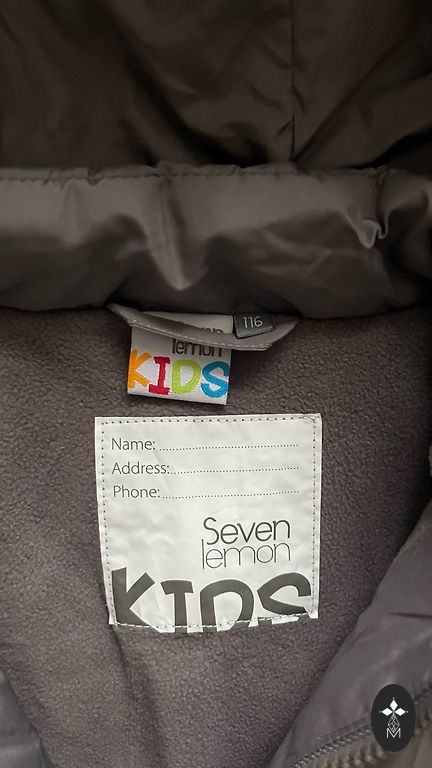 116
lemon
KIDS
Name:
Address:
Phone:
Seven
lemon
KIDS
M